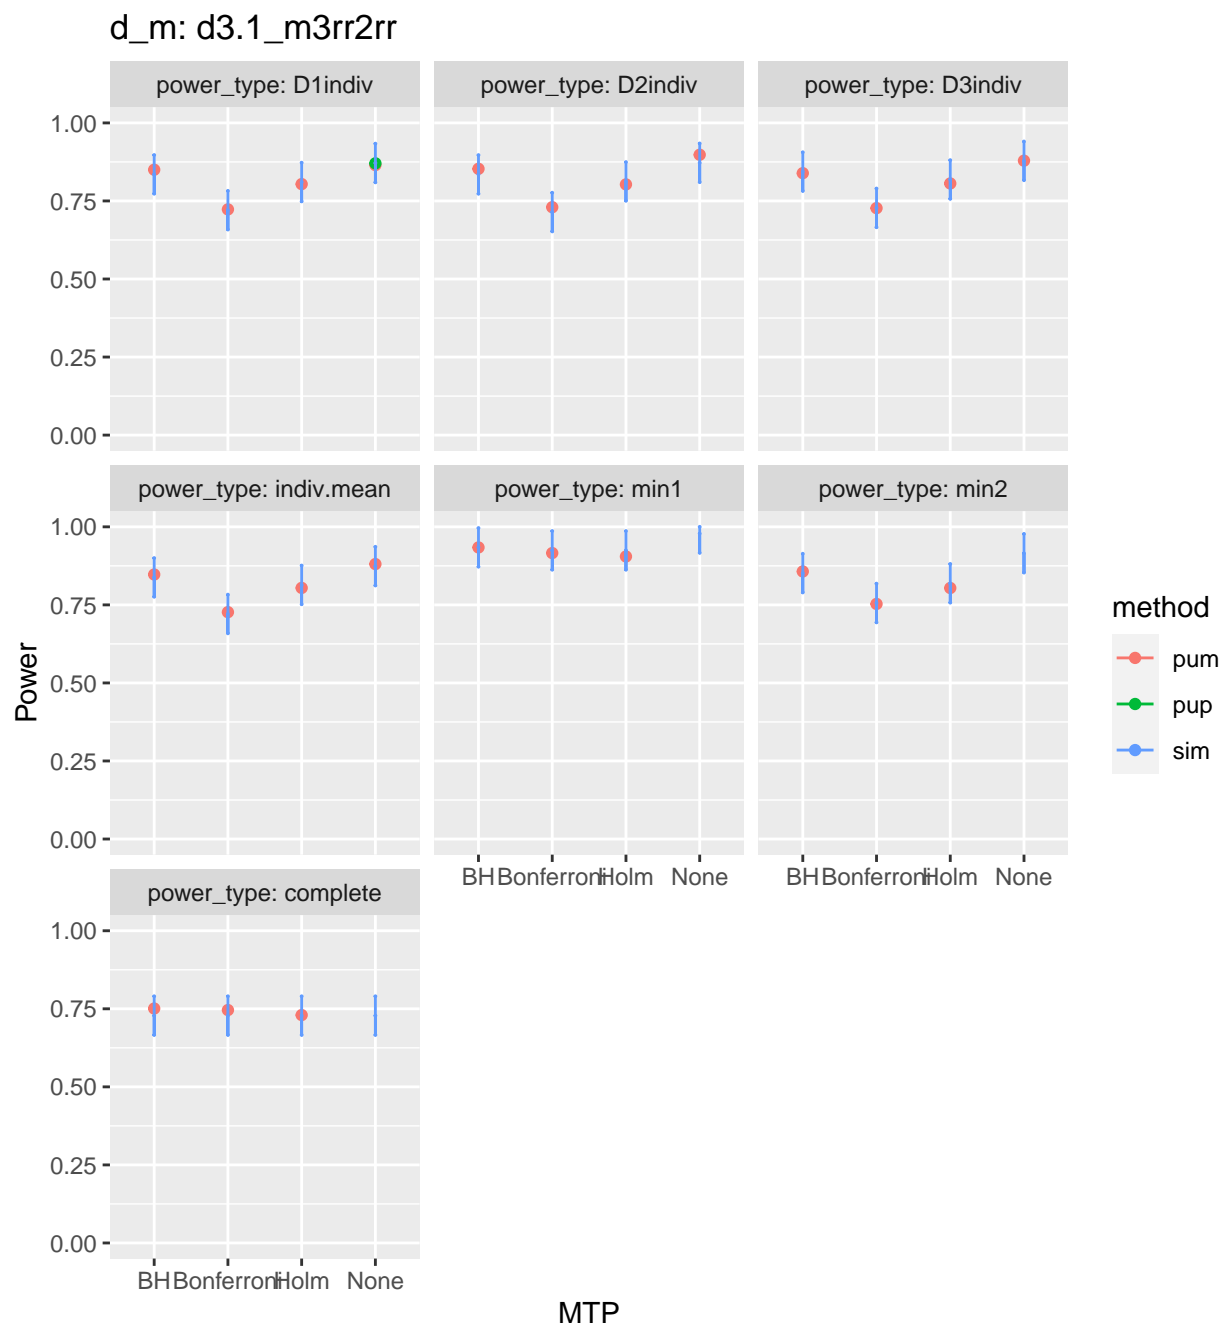 d_m: d3.1_m3rr2rr
power_type: D1indiv
power_type: D2indiv
power_type: D3indiv
1.00
0.75
0.50
0.25
0.00
power_type: indiv.mean
power_type: min1
power_type: min2
1.00
0.75
0.50
0.25
0.00
BH Bonferroni Holm None
BH Bonferroni Holm None
power_type: complete
1.00
0.75
0.50
0.25
0.00
BH Bonferroni Holm None
MTP
Power
method
pum
pup
sim